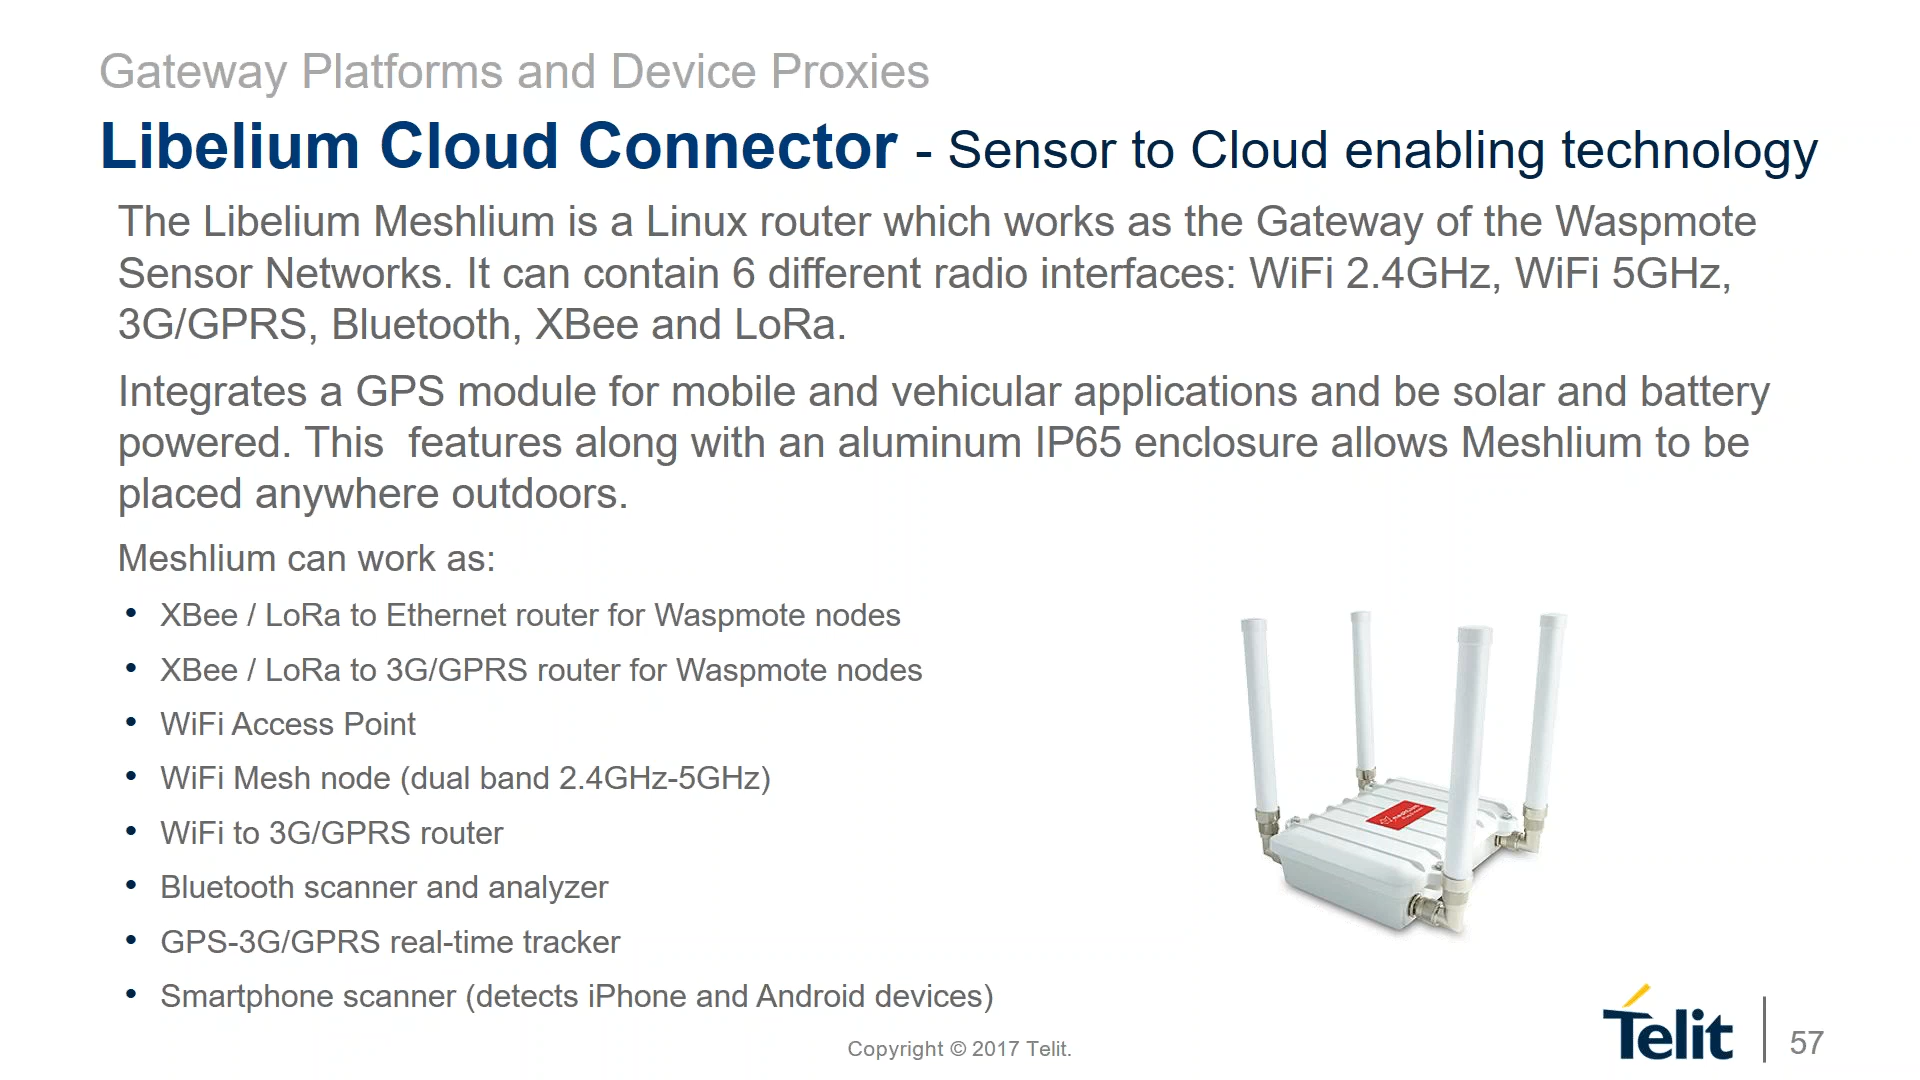 Gateway Platforms and Device Proxies
Libelium Cloud Connector - Sensor to Cloud enabling technology
The Libelium Meshlium is a Linux router which works as the Gateway of the Waspmote
Sensor Networks. It can contain 6 different radio interfaces: WiFi 2.4GHz, WiFi 5GHz,
3G/GPRS, Bluetooth, XBee and LoRa.
Integrates a GPS module for mobile and vehicular applications and be solar and battery
powered. This  features along with an aluminum IP65 enclosure allows Meshlium to be
placed anywhere outdoors.
Meshlium can work as:
• XBee / LoRa to Ethernet router for Waspmote nodes
• XBee / LoRa to 3G/GPRS router for Waspmote nodes
• WiFi Access Point
• WiFi Mesh node (dual band 2.4GHz-5GHz)
• WiFi to 3G/GPRS router
• Bluetooth scanner and analyzer
• GPS-3G/GPRS real-time tracker
• Smartphone scanner (detects iPhone and Android devices)
Copyright © 2017 Telit.
Telit
57